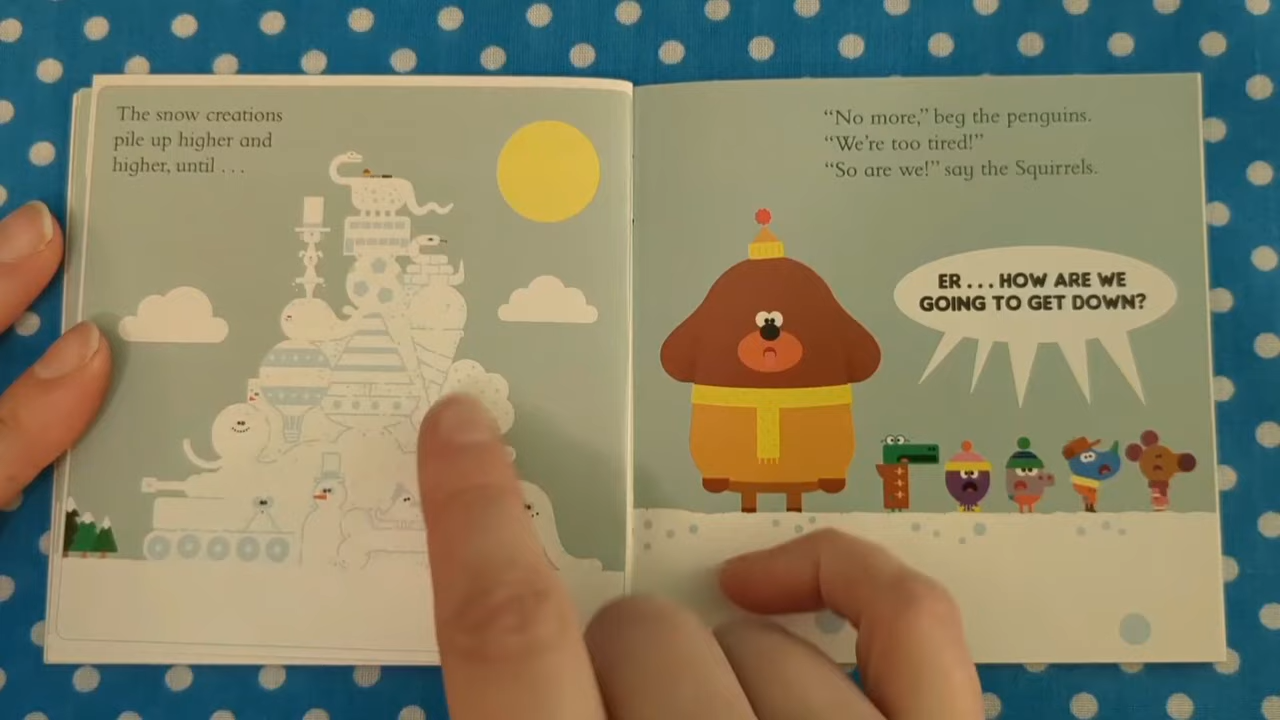 The snow creations
pile up higher and
higher, until . . .
“No more,” beg the penguins.
“We’re too tired!”
“So are we!” say the Squirrels.
ER . . . HOW ARE WE
GOING TO GET DOWN?